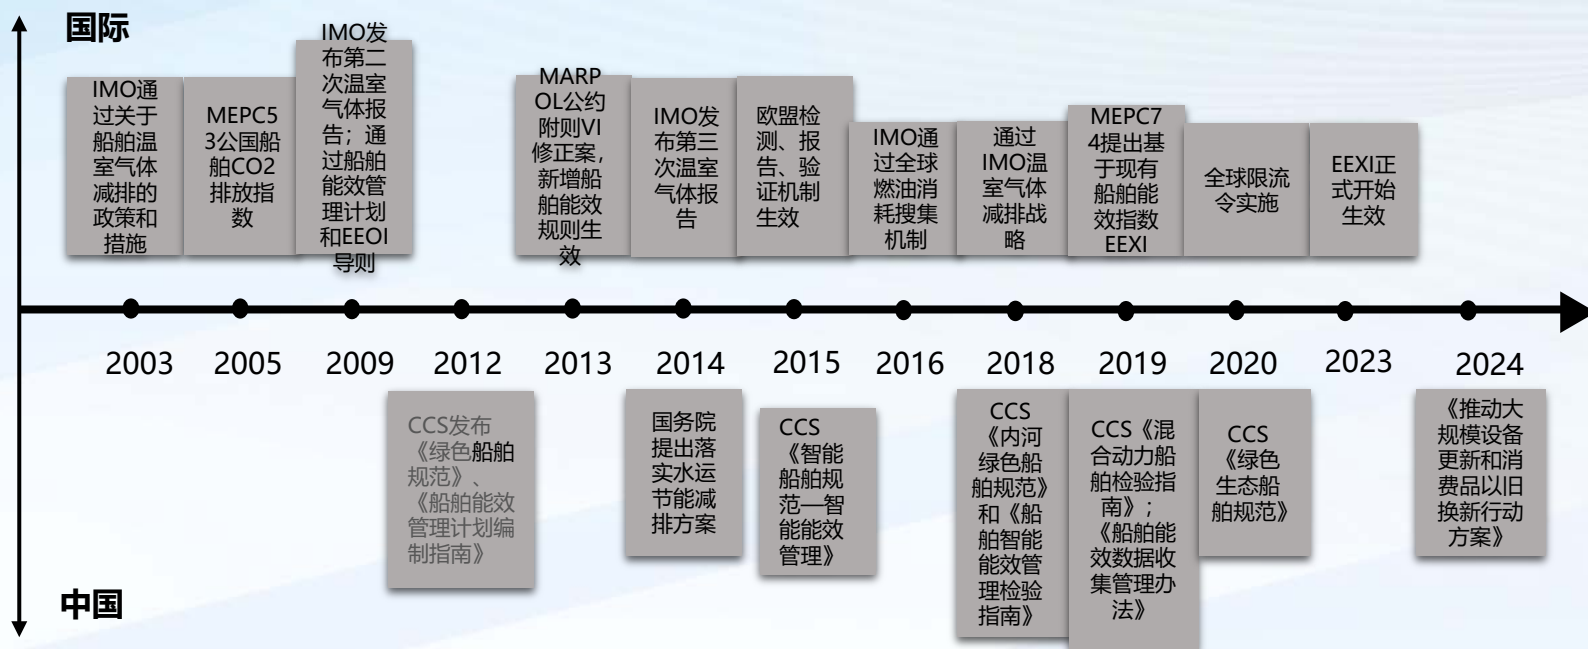 国际
IMO通
过关于
船舶温
室气体
减排的
政策和
措施
MEPC5
3公国船
舶CO2
排放指
数
IMO发
布第二
次温室
气体报
告；通
过船舶
能效管
理计划
和EEOI
导则
MARP
OL公约
附则VI
修正案，
新增船
舶能效
规则生
效
IMO发
布第三
次温室
气体报
告
欧盟检
测、报
告、验
证机制
生效
IMO通
过全球
燃油消
耗搜集
机制
通过
IMO温
室气体
减排战
略
MEPC7
4提出基
于现有
船舶能
效指数
EEXI
全球限流
令实施
EEXI正
式开始
生效
2003
2005
2009
2012
2013
2014
2015
2016
2018
2019
2020
2023
2024
CCS发布
《绿色船舶
规范》、
《船舶能效
管理计划编
制指南》
国务院
提出落
实水运
节能减
排方案
CCS
《智能
船舶规
范—智
能能效
管理》
CCS
《内河
绿色船
舶规范》
和《船
舶智能
能效管
理检验
指南》
CCS《混
合动力船
舶检验指
南》；
《船舶能
效数据收
集管理办
法》
CCS
《绿色
生态船
舶规范》
《推动大
规模设备
更新和消
费品以旧
换新行动
方案》
中国